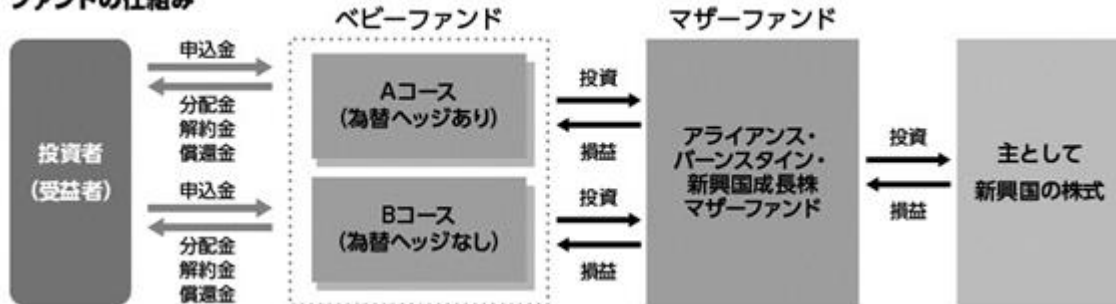 ファンドの仕組み
ベビーファンド
マザーファンド
投資者
(受益者)
申込金
分配金
解約金
償還金
申込金
分配金
解約金
償還金
Aコース
(為替ヘッジあり)
Bコース
(為替ヘッジなし)
投資
損益
投資
損益
アライアンス・
バーンスタイン・
新興国成長株
マザーファンド
投資
損益
主として
新興国の株式